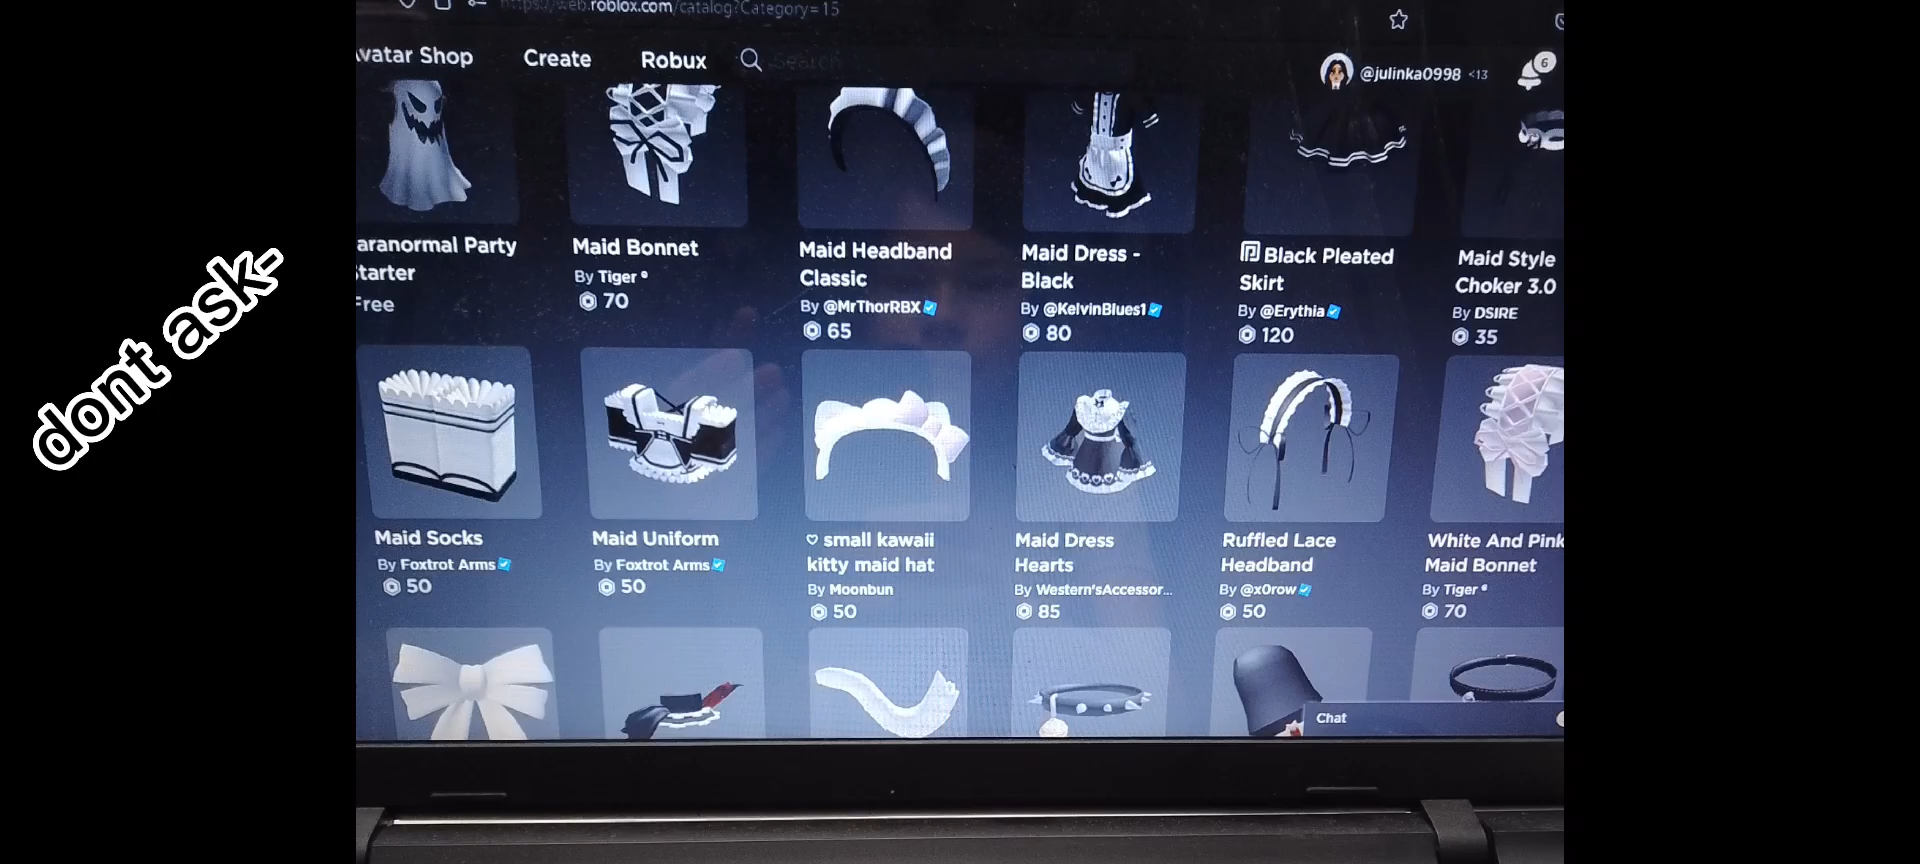 https://web.roblox.com/catalog?Category=15
vatar Shop
Create
Robux
Search
@julinka0998 <13
6
dont ask-
aranormal Party
tarter
Free
Maid Bonnet
By Tiger
70
Maid Headband
Classic
By @MrThorRBX
65
Maid Dress -
Black
By @KelvinBlues1
80
Black Pleated
Skirt
By @Erythia
120
Maid Style
Choker 3.0
By DSIRE
35
Maid Socks
By Foxtrot Arms
50
Maid Uniform
By Foxtrot Arms
50
♡ small kawaii
kitty maid hat
By Moonbun
50
Maid Dress
Hearts
By Western'sAccessor...
85
Ruffled Lace
Headband
By @x0row
50
White And Pink
Maid Bonnet
By Tiger
70
Chat